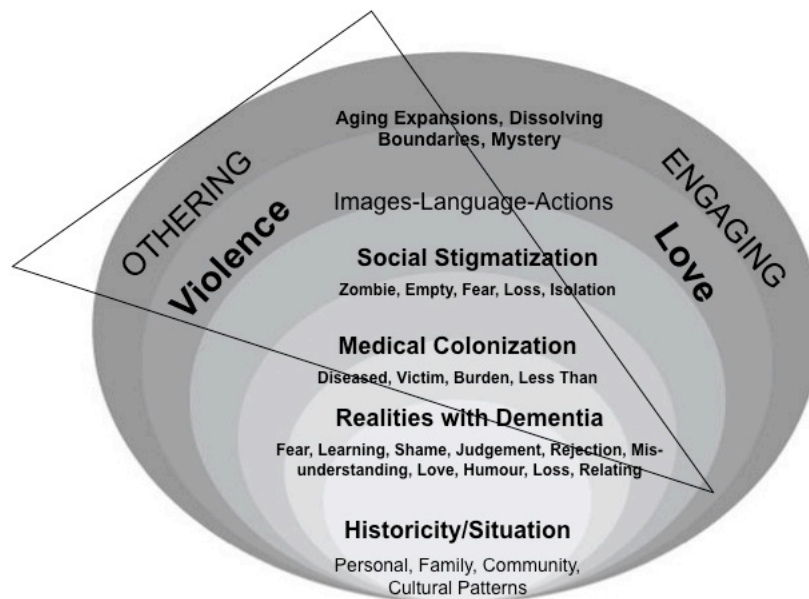 Aging Expansions, Dissolving
Boundaries, Mystery
OTHERING
ENGAGING
Violence
Love
Images-Language-Actions
Social Stigmatization
Zombie, Empty, Fear, Loss, Isolation
Medical Colonization
Diseased, Victim, Burden, Less Than
Realities with Dementia
Fear, Learning, Shame, Judgement, Rejection, Mis-
understanding, Love, Humour, Loss, Relating
Historicity/Situation
Personal, Family, Community,
Cultural Patterns